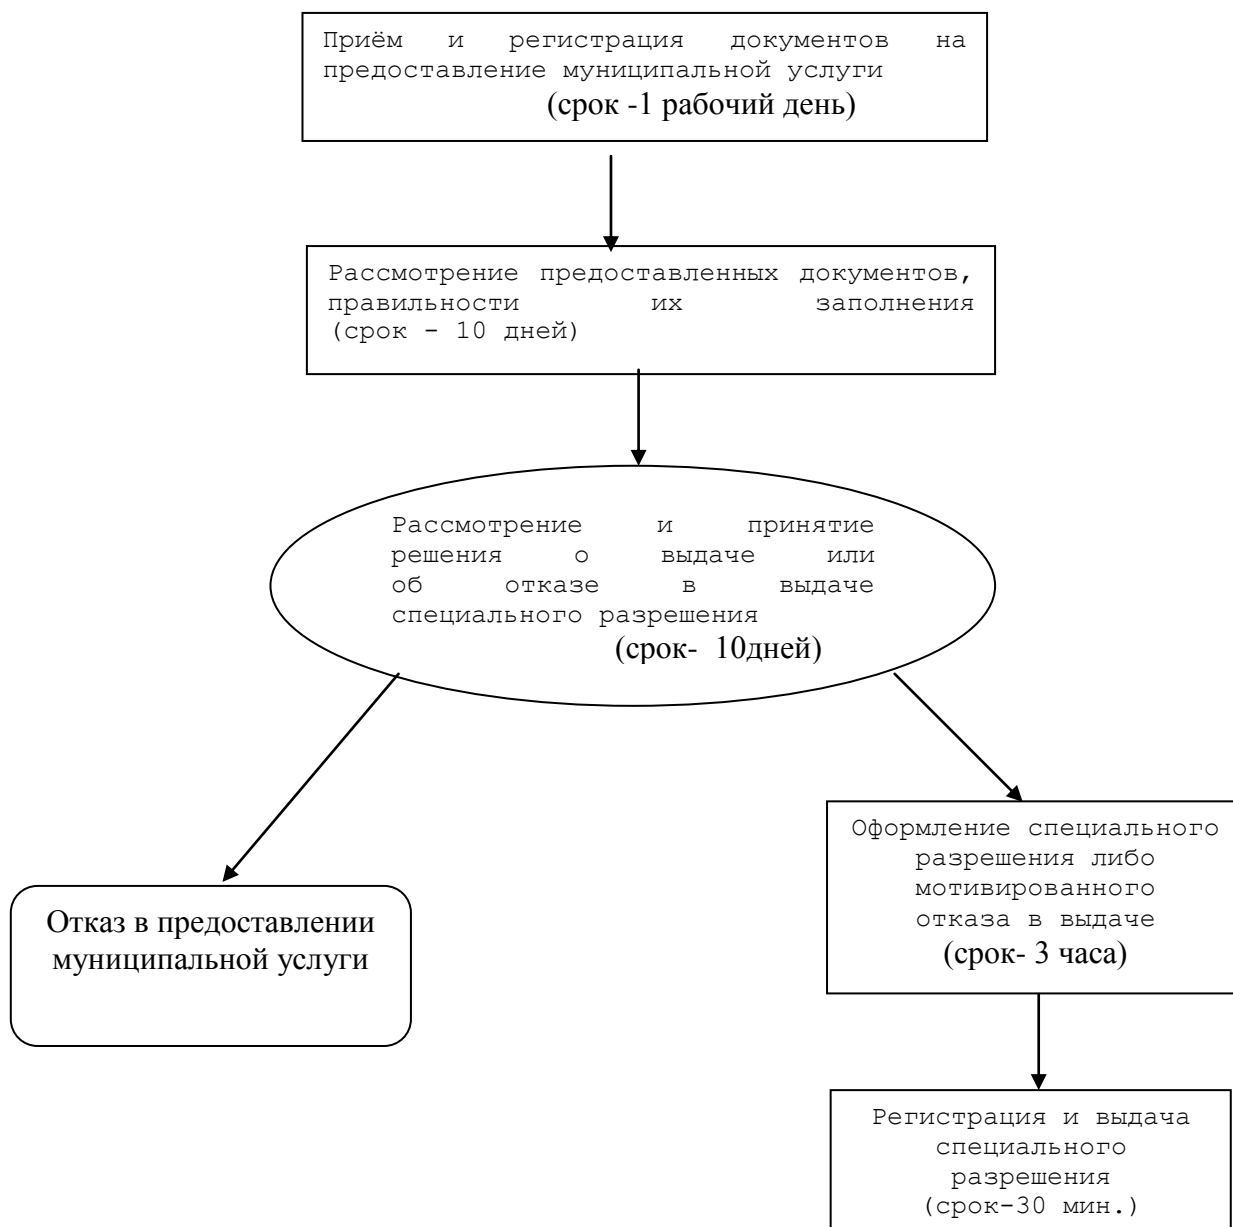 Приём и регистрация документов на
предоставление муниципальной услуги
(срок -1 рабочий день)
Рассмотрение предоставленных документов,
правильности их заполнения
(срок - 10 дней)
Рассмотрение и принятие
решения о выдаче или
об отказе в выдаче
специального разрешения
(срок- 10дней)
Оформление специального
разрешения либо
мотивированного
отказа в выдаче
(срок- 3 часа)
Отказ в предоставлении
муниципальной услуги
Регистрация и выдача
специального
разрешения
(срок-30 мин.)